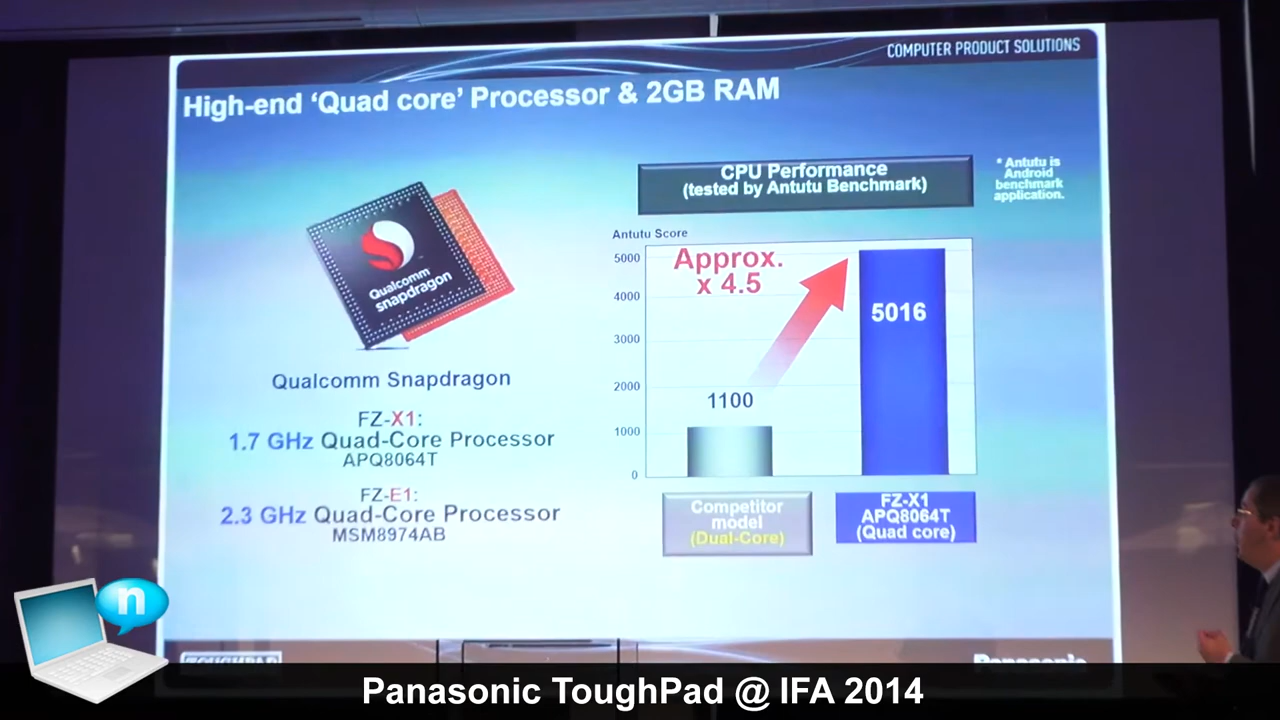 COMPUTER PRODUCT SOLUTIONS
High-end ‘Quad core’ Processor & 2GB RAM
CPU Performance
(tested by Antutu Benchmark)
* Antutu is
Android
benchmark
application.
Qualcomm
snapdragon
Qualcomm Snapdragon
FZ-X1:
1.7 GHz Quad-Core Processor
APQ8064T
FZ-E1:
2.3 GHz Quad-Core Processor
MSM8974AB
Antutu Score
5000
4000
3000
2000
1000
0
Approx.
x 4.5
1100
5016
Competitor
model
(Dual-Core)
FZ-X1
APQ8064T
(Quad core)
TOUGHPAD
Panasonic
n
Panasonic ToughPad @ IFA 2014